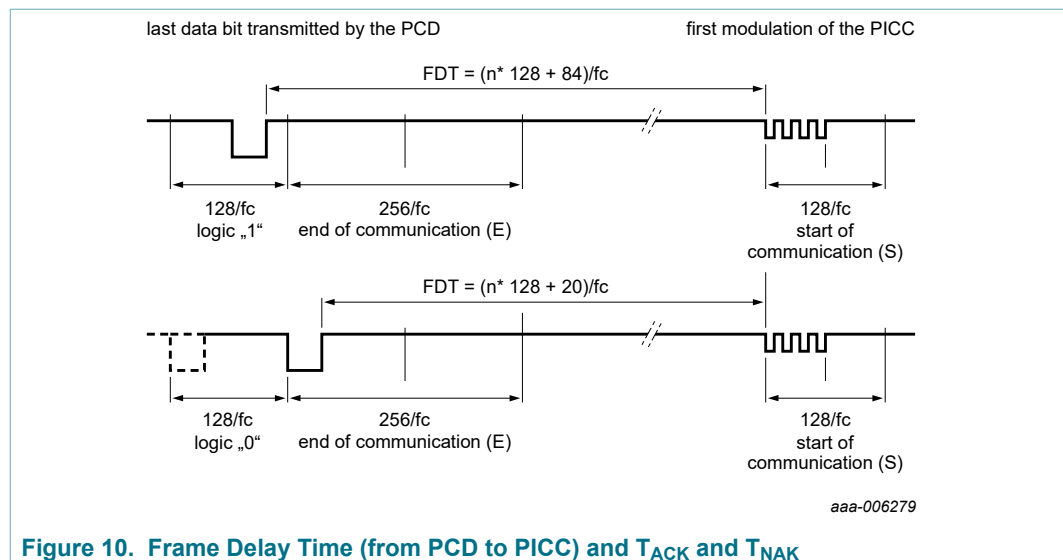 last data bit transmitted by the PCD
first modulation of the PICC
FDT = (n* 128 + 84)/fc
128/fc
logic „1“
256/fc
end of communication (E)
128/fc
start of
communication (S)
FDT = (n* 128 + 20)/fc
128/fc
logic „0“
256/fc
end of communication (E)
128/fc
start of
communication (S)
aaa-006279
Figure 10. Frame Delay Time (from PCD to PICC) and TACK and TNAK